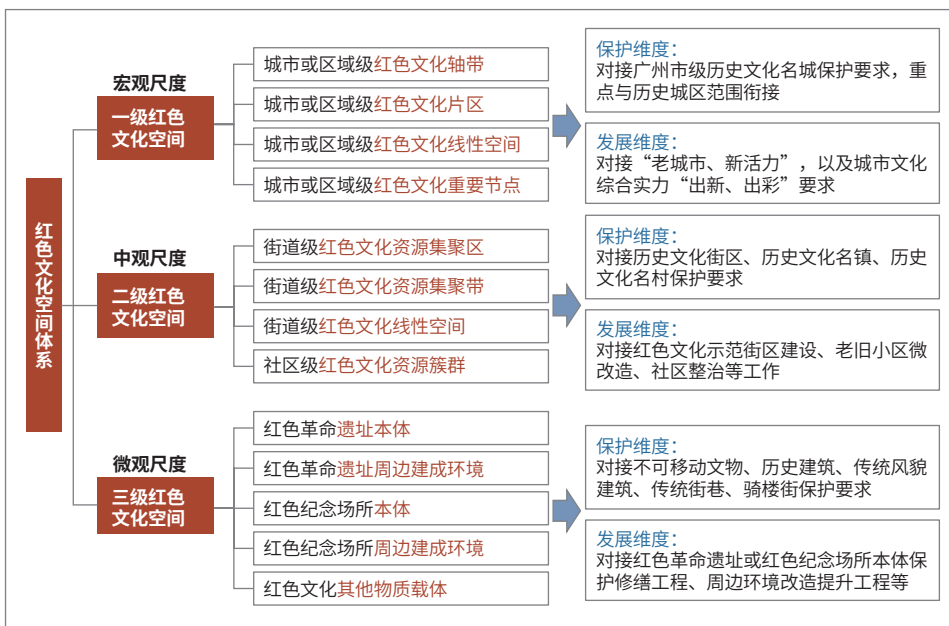 红色文化空间体系
宏观尺度
一级红色
文化空间
城市或区域级红色文化轴带
城市或区域级红色文化片区
城市或区域级红色文化线性空间
城市或区域级红色文化重要节点
保护维度：
对接广州市级历史文化名城保护要求，重
点与历史城区范围衔接
发展维度：
对接“老城市、新活力”，以及城市文化
综合实力“出新、出彩”要求
中观尺度
二级红色
文化空间
街道级红色文化资源集聚区
街道级红色文化资源集聚带
街道级红色文化线性空间
社区级红色文化资源簇群
保护维度：
对接历史文化街区、历史文化名镇、历史
文化名村保护要求
发展维度：
对接红色文化示范街区建设、老旧小区微
改造、社区整治等工作
微观尺度
三级红色
文化空间
红色革命遗址本体
红色革命遗址周边建成环境
红色纪念场所本体
红色纪念场所周边建成环境
红色文化其他物质载体
保护维度：
对接不可移动文物、历史建筑、传统风貌
建筑、传统街巷、骑楼街保护要求
发展维度：
对接红色革命遗址或红色纪念场所本体保
护修缮工程、周边环境改造提升工程等